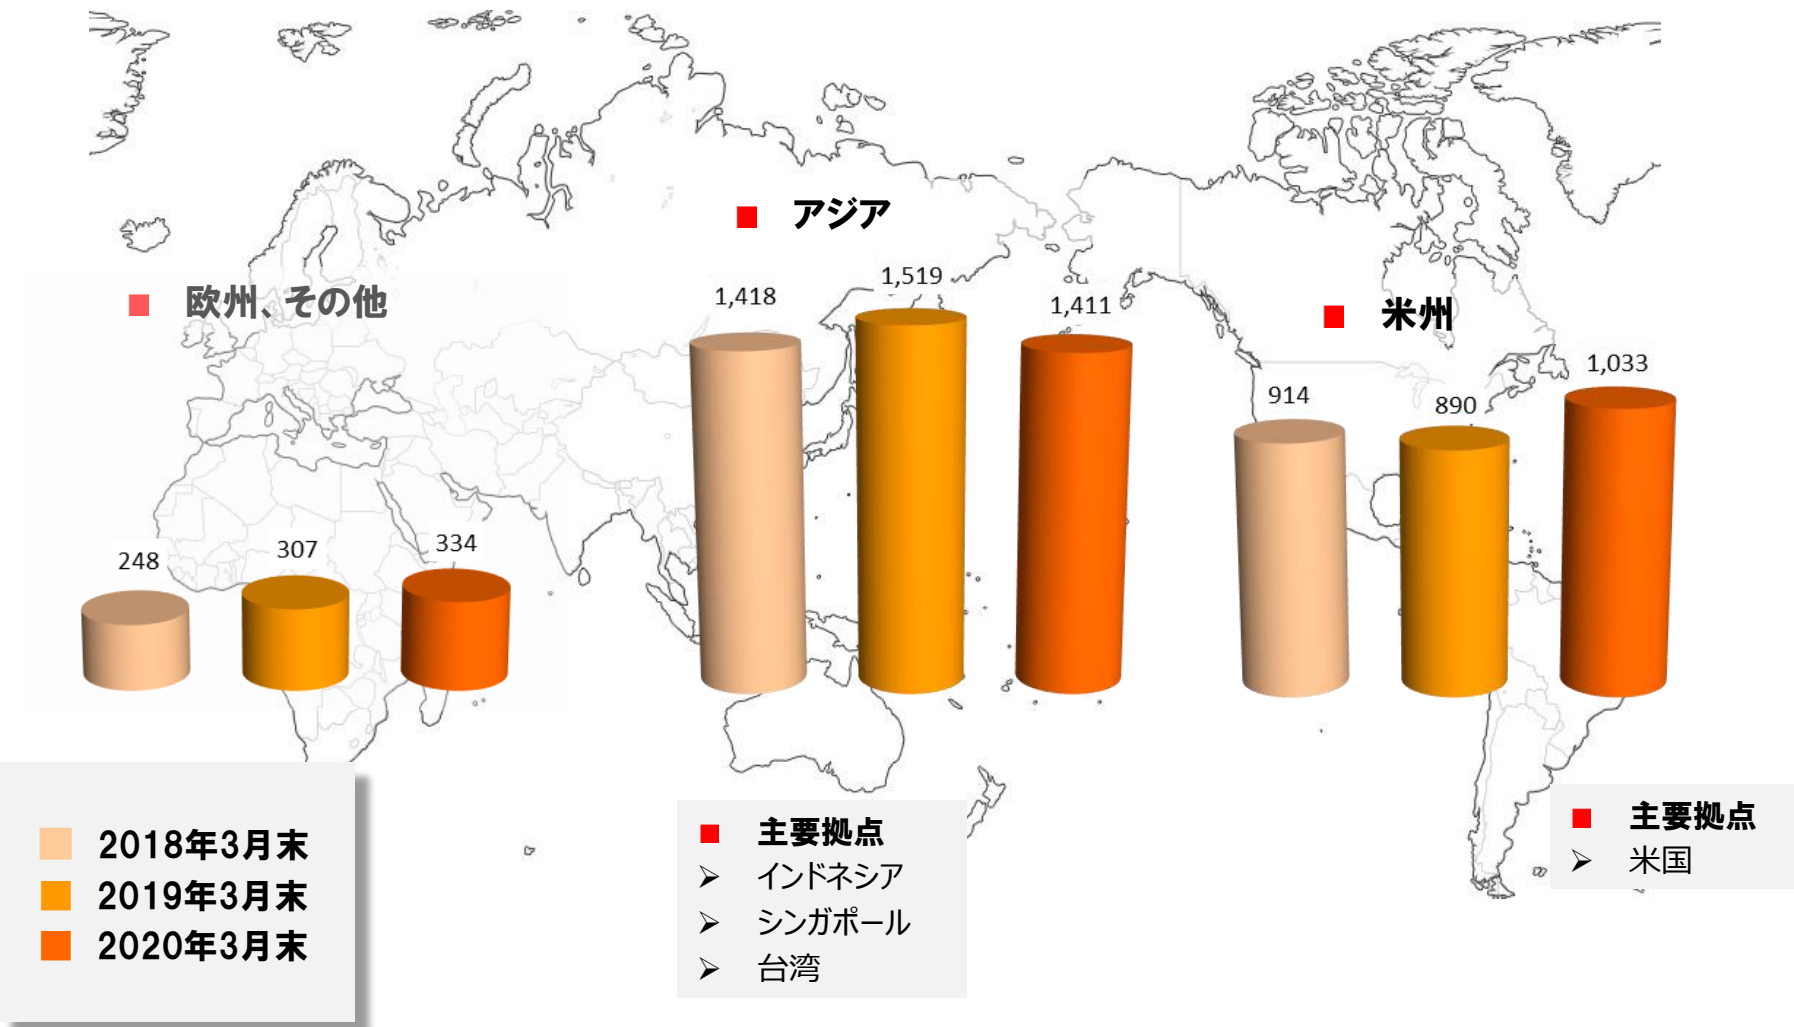 ■ 欧州、その他
248
307
334
■ アジア
1,418
1,519
1,411
■ 米州
914
890
1,033
2018年3月末
2019年3月末
2020年3月末
■ 主要拠点
➢ インドネシア
➢ シンガポール
➢ 台湾
■ 主要拠点
➢ 米国